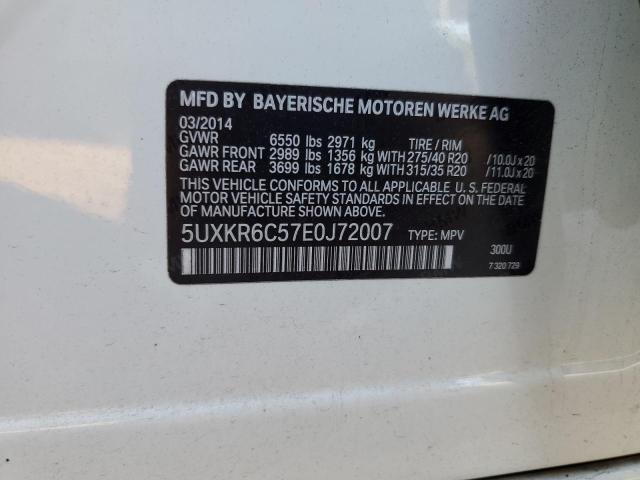 MFD BY BAYERISCHE MOTOREN WERKE AG
03/2014
GVWR 6550 lbs 2971 kg TIRE / RIM
GAWR FRONT 2989 lbs 1356 kg WITH 275/40 R20 /10.0J x 20
GAWR REAR 3699 lbs 1678 kg WITH 315/35 R20 /11.0J x 20
THIS VEHICLE CONFORMS TO ALL APPLICABLE U. S. FEDERAL
MOTOR VEHICLE SAFETY STANDARDS IN EFFECT ON THE
DATE OF MANUFACTURE SHOWN ABOVE.
5UXKR6C57E0J72007 TYPE: MPV 300U
7 320 729